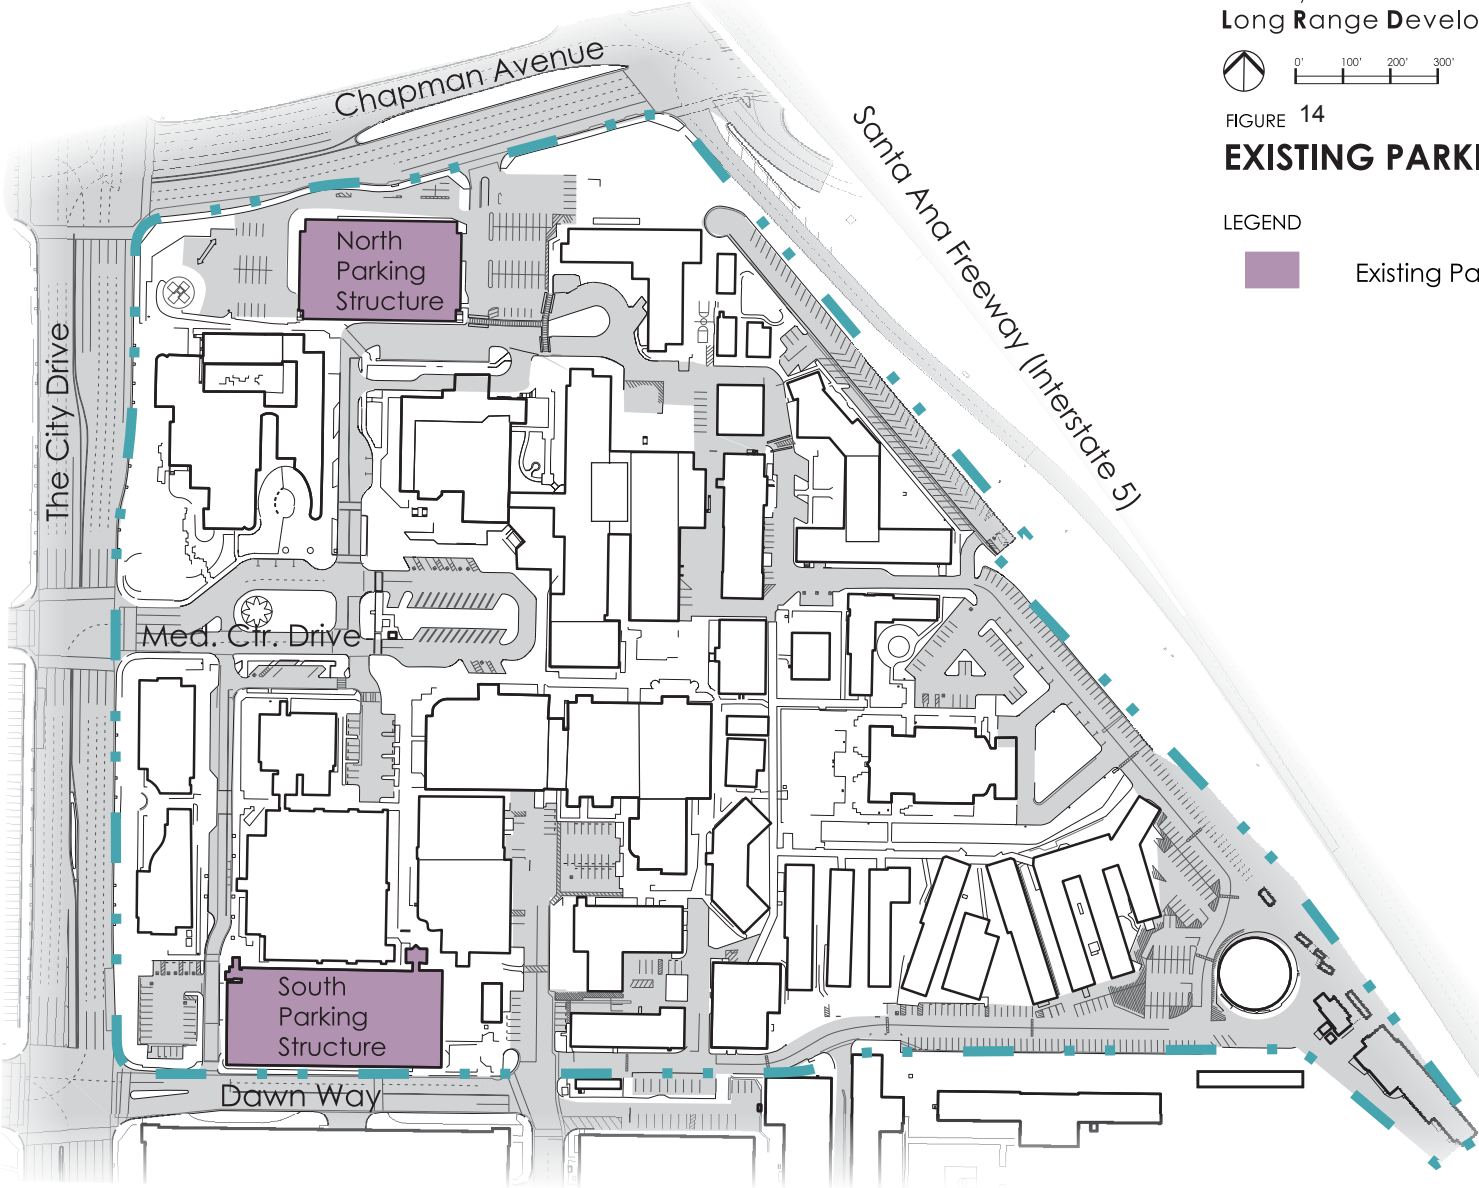 Long Range Develo
0' 100' 200' 300'
FIGURE 14
EXISTING PARKI
LEGEND
Existing Pa
Chapman Avenue
Santa Ana Freeway (Interstate 5)
The City Drive
North
Parking
Structure
Med. Ctr. Drive
South
Parking
Structure
Dawn Way